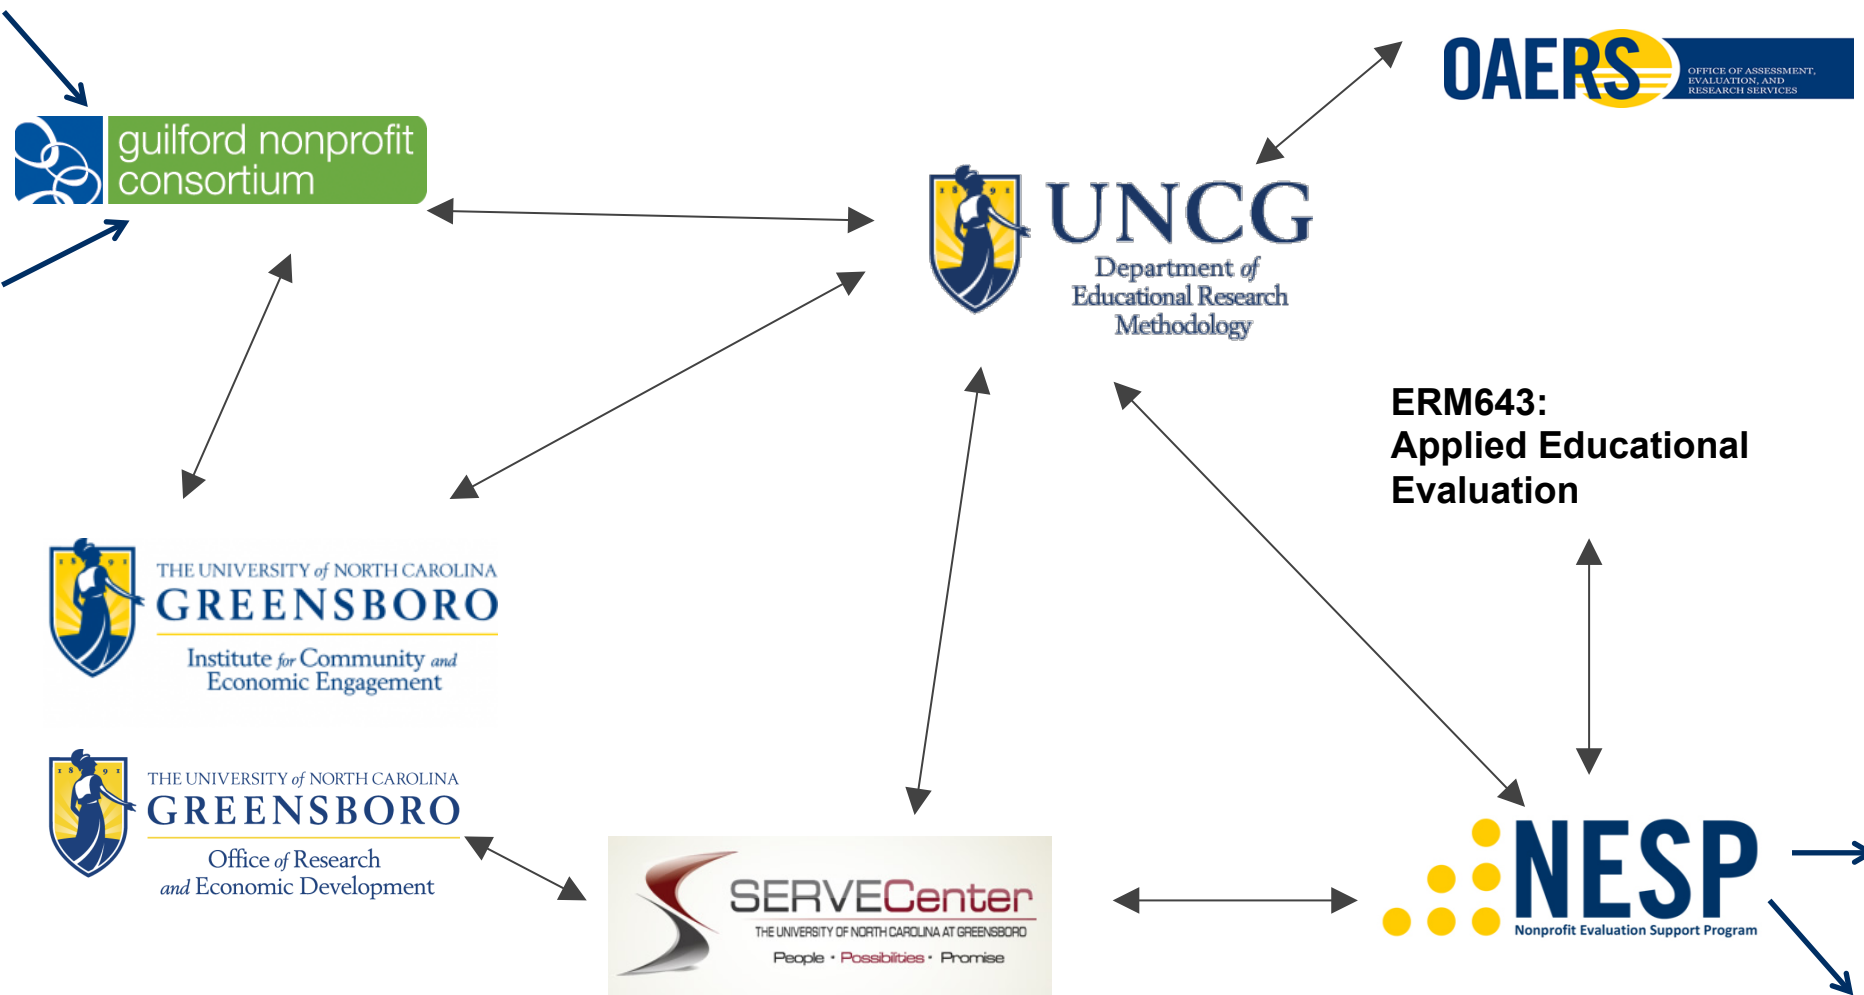 OAERS
OFFICE OF ASSESSMENT,
EVALUATION, AND
RESEARCH SERVICES
guilford nonprofit
consortium
1891
UNCG
Department of
Educational Research
Methodology
ERM643:
Applied Educational
Evaluation
1891
THE UNIVERSITY of NORTH CAROLINA
GREENSBORO
Institute for Community and
Economic Engagement
1891
THE UNIVERSITY of NORTH CAROLINA
GREENSBORO
Office of Research
and Economic Development
SERVECenter
THE UNIVERSITY OF NORTH CAROLINA AT GREENSBORO
People • Possibilities • Promise
NESP
Nonprofit Evaluation Support Program